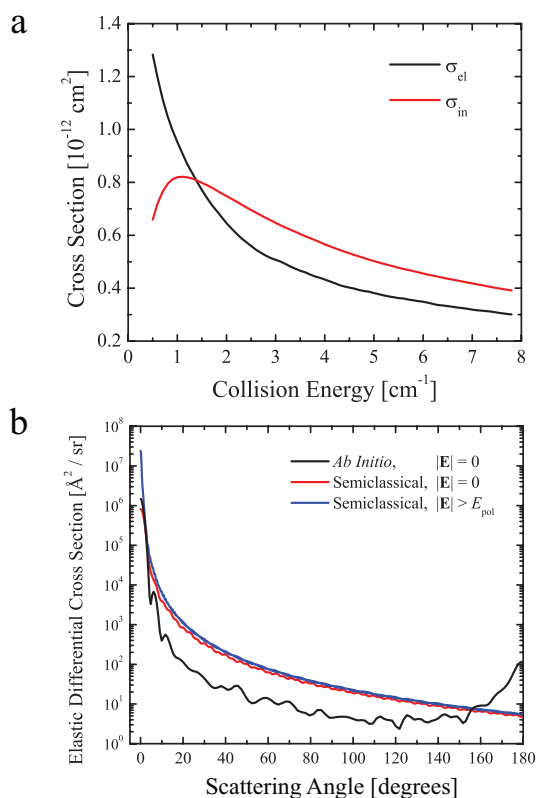 a
1.4
1.2
1.0
0.8
0.6
0.4
0.2
Cross Section [10⁻¹² cm²]
σel
σin
0 1 2 3 4 5 6 7 8
Collision Energy [cm⁻¹]
b
10⁸
10⁷
10⁶
10⁵
10⁴
10³
10²
10¹
10⁰
Elastic Differential Cross Section [Å² / sr]
Ab Initio, |E| = 0
Semiclassical, |E| = 0
Semiclassical, |E| > Epol
0 20 40 60 80 100 120 140 160 180
Scattering Angle [degrees]